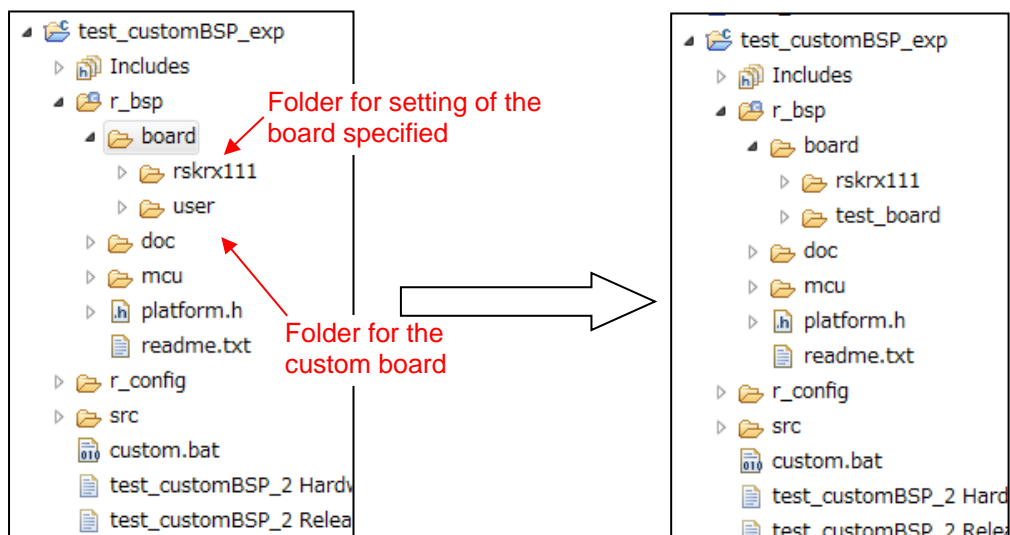 test_customBSP_exp
Includes
r_bsp
Folder for setting of the
board specified
board
rskrx111
user
doc
mcu
platform.h
Folder for the
custom board
readme.txt
r_config
src
custom.bat
test_customBSP_2 Hardw
test_customBSP_2 Relea
test_customBSP_exp
Includes
r_bsp
board
rskrx111
test_board
doc
mcu
platform.h
readme.txt
r_config
src
custom.bat
test_customBSP_2 Hard
test_customBSP_2 Relea